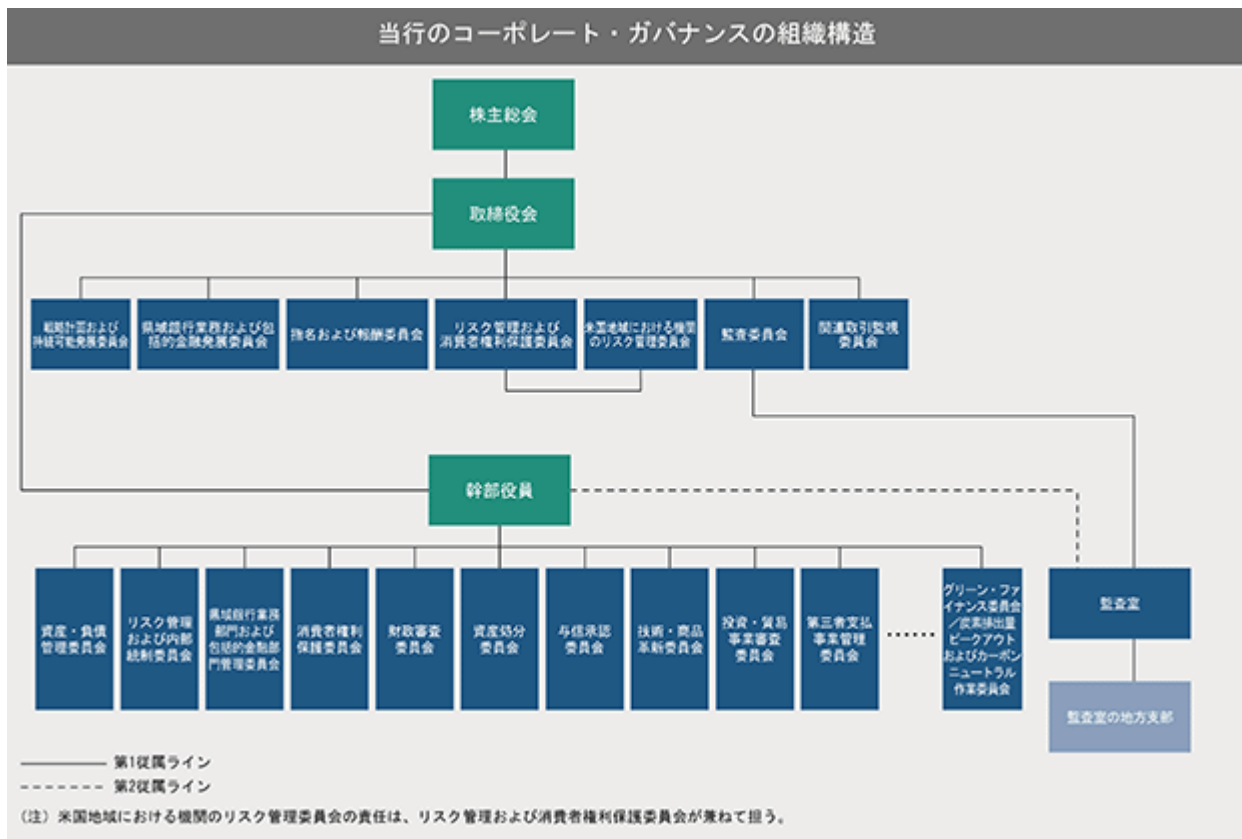 当行のコーポレート・ガバナンスの組織構造
株主総会
取締役会
戦略計画および
持続可能発展委員会
県域銀行業務および包
括的金融発展委員会
指名および報酬委員会
リスク管理および
消費者権利保護委員会
米国地域における機関
のリスク管理委員会
監査委員会
関連取引監視
委員会
幹部役員
資産・負債
管理委員会
リスク管理
および内部
統制委員会
県域銀行業務
部門および
包括的金融部
門管理委員会
消費者権利
保護委員会
財政審査
委員会
資産処分
委員会
与信承認
委員会
技術・商品
革新委員会
投資・貿易
事業審査
委員会
第三者支払
事業管理
委員会
……
グリーン・ファ
イナンス委員会
／炭素排出量
ピークアウト
およびカーボン
ニュートラル
作業委員会
監査室
監査室の地方支部
第1従属ライン
第2従属ライン
（注）米国地域における機関のリスク管理委員会の責任は、リスク管理および消費者権利保護委員会が兼ねて担う。